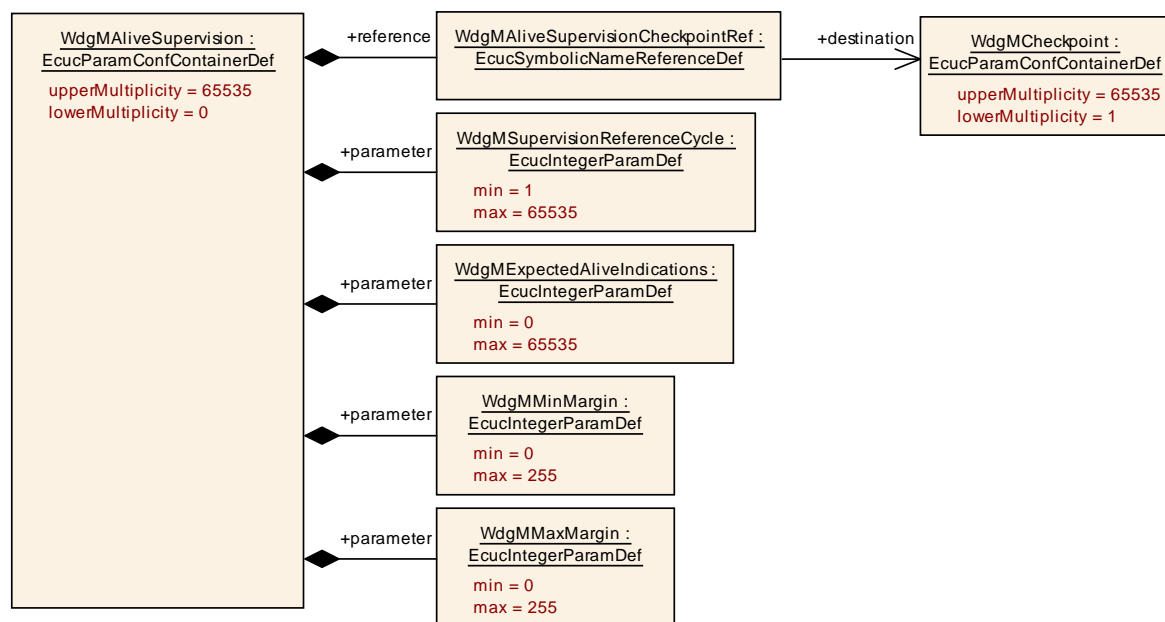 WdgMAliveSupervision :
EcucParamConfContainerDef
upperMultiplicity = 65535
lowerMultiplicity = 0
+reference
WdgMAliveSupervisionCheckpointRef :
EcucSymbolicNameReferenceDef
+destination
WdgMCheckpoint :
EcucParamConfContainerDef
upperMultiplicity = 65535
lowerMultiplicity = 1
+parameter
WdgMSupervisionReferenceCycle :
EcucIntegerParamDef
min = 1
max = 65535
+parameter
WdgMExpectedAliveIndications :
EcucIntegerParamDef
min = 0
max = 65535
+parameter
WdgMMinMargin :
EcucIntegerParamDef
min = 0
max = 255
+parameter
WdgMMaxMargin :
EcucIntegerParamDef
min = 0
max = 255